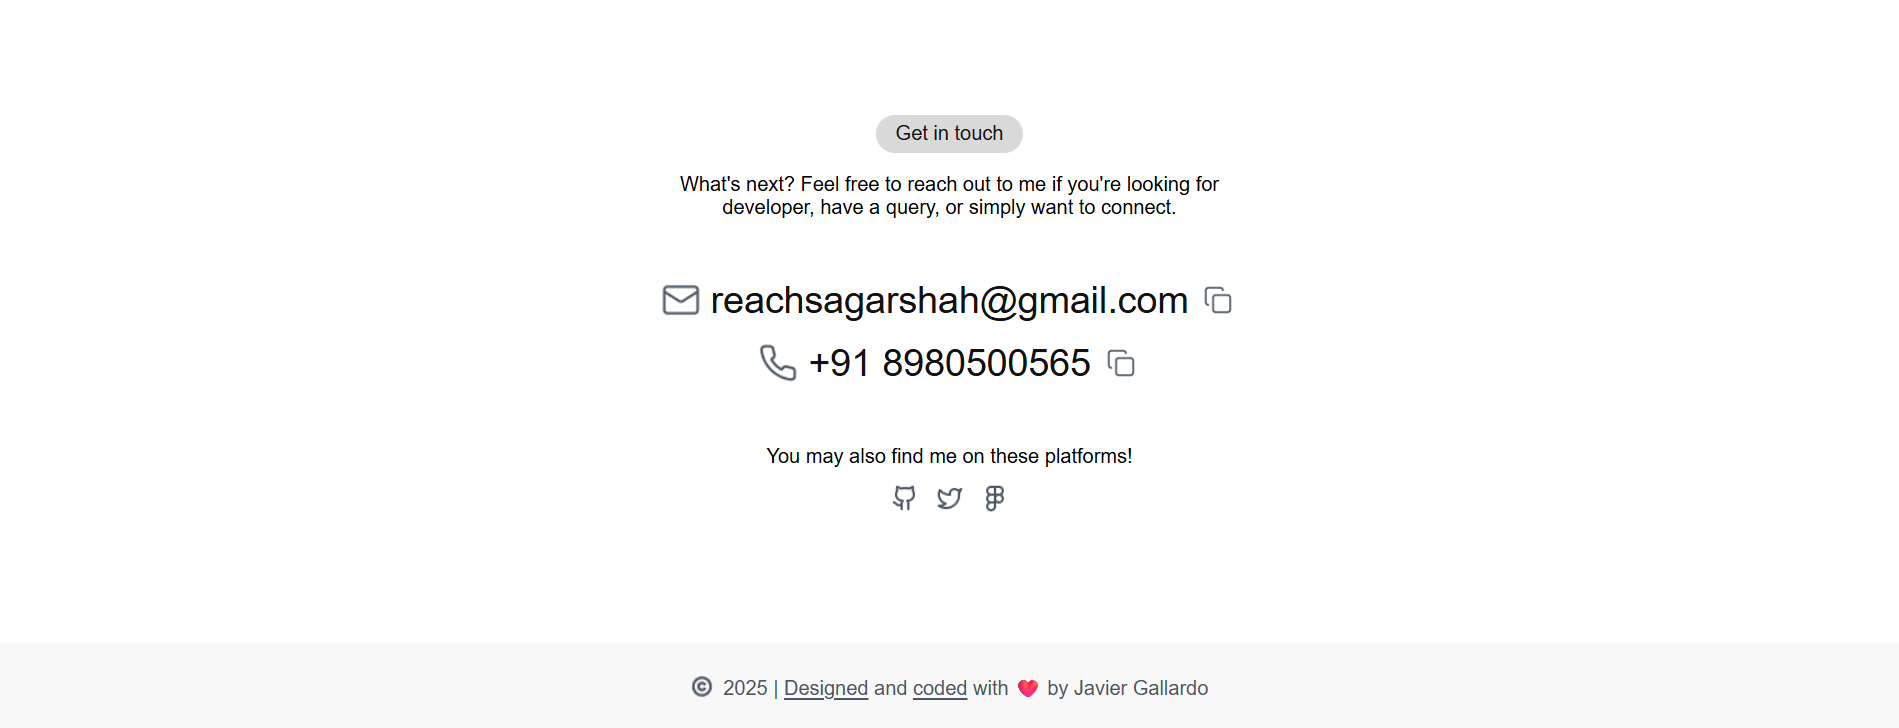 Get in touch
What's next? Feel free to reach out to me if you're looking for
developer, have a query, or simply want to connect.
reachsagarshah@gmail.com
+91 8980500565
You may also find me on these platforms!
© 2025 | Designed and coded with ❤️ by Javier Gallardo